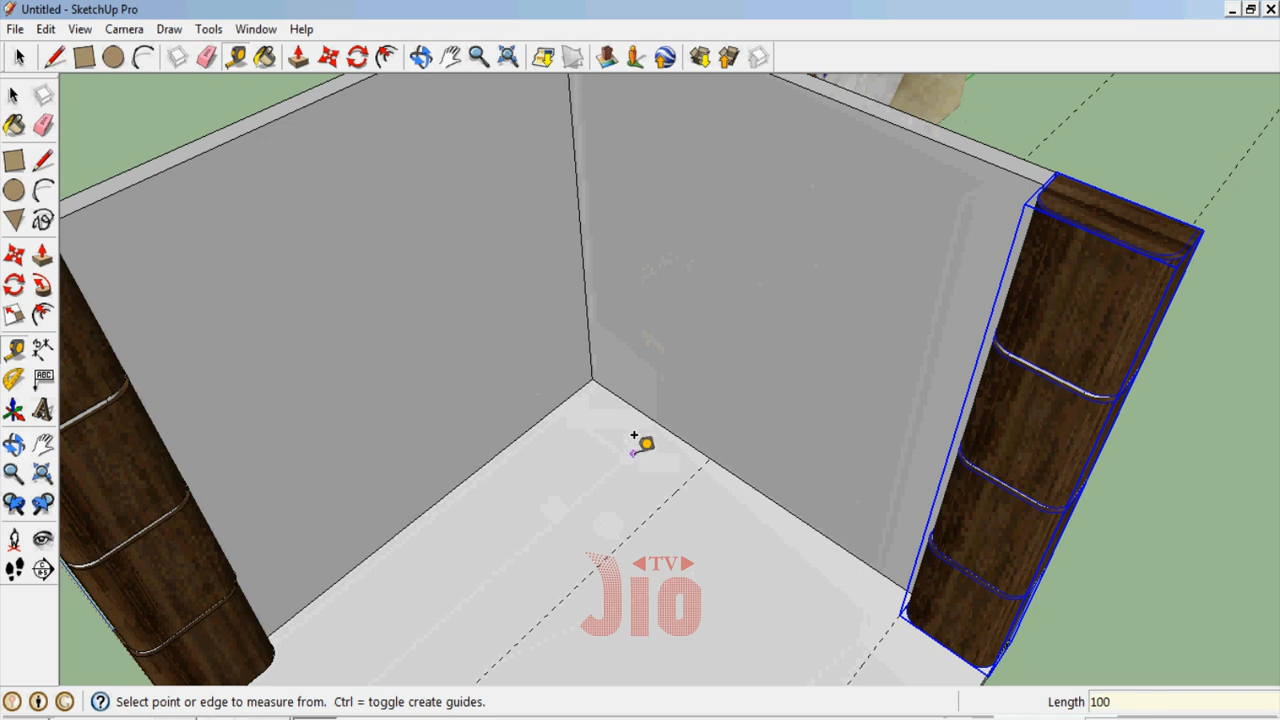 Untitled - SketchUp Pro
File Edit View Camera Draw Tools Window Help
ABC
TV
Jio
Select point or edge to measure from. Ctrl = toggle create guides.
Length 100